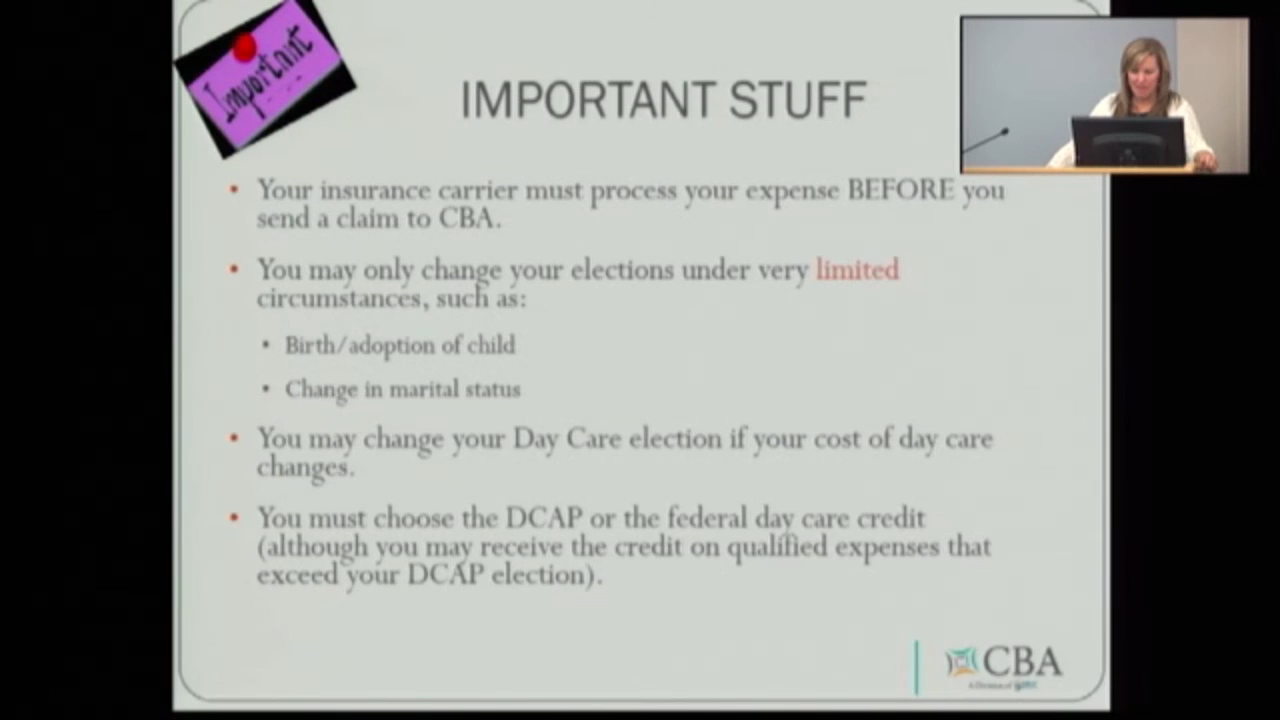 Important
IMPORTANT STUFF
• Your insurance carrier must process your expense BEFORE you
send a claim to CBA.
• You may only change your elections under very limited
circumstances, such as:
• Birth/adoption of child
• Change in marital status
• You may change your Day Care election if your cost of day care
changes.
• You must choose the DCAP or the federal day care credit
(although you may receive the credit on qualified expenses that
exceed your DCAP election).
CBA
A Division of